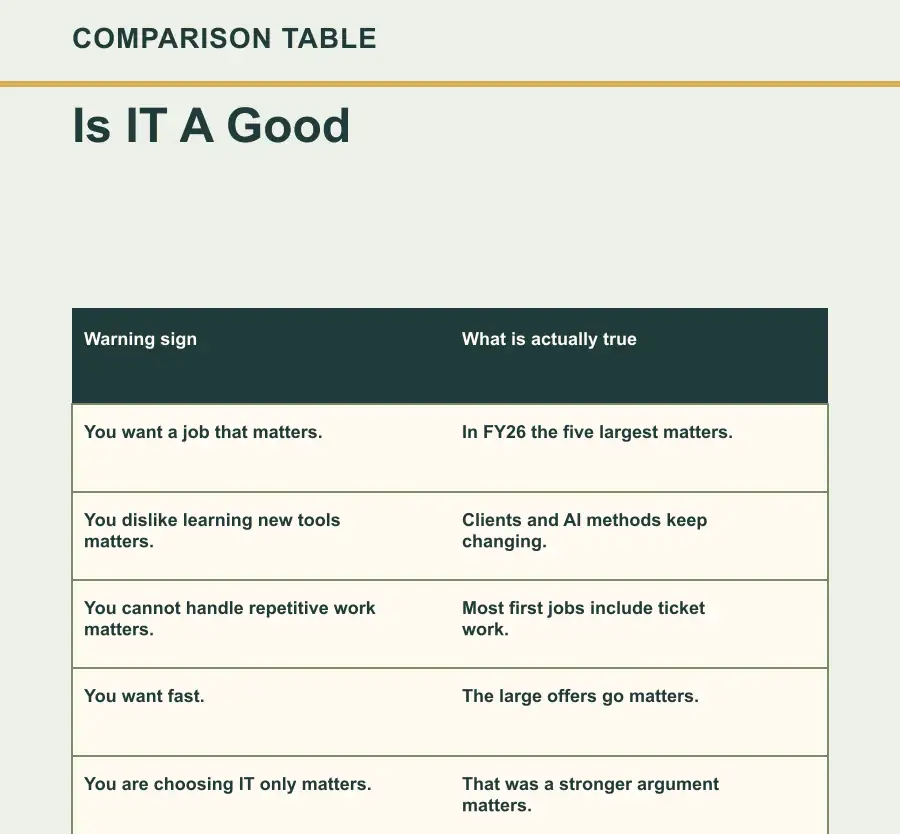 COMPARISON TABLE
Is IT A Good
Warning sign
What is actually true
You want a job that matters.
In FY26 the five largest matters.
You dislike learning new tools
matters.
Clients and AI methods keep
changing.
You cannot handle repetitive work
matters.
Most first jobs include ticket
work.
You want fast.
The large offers go matters.
You are choosing IT only matters.
That was a stronger argument
matters.